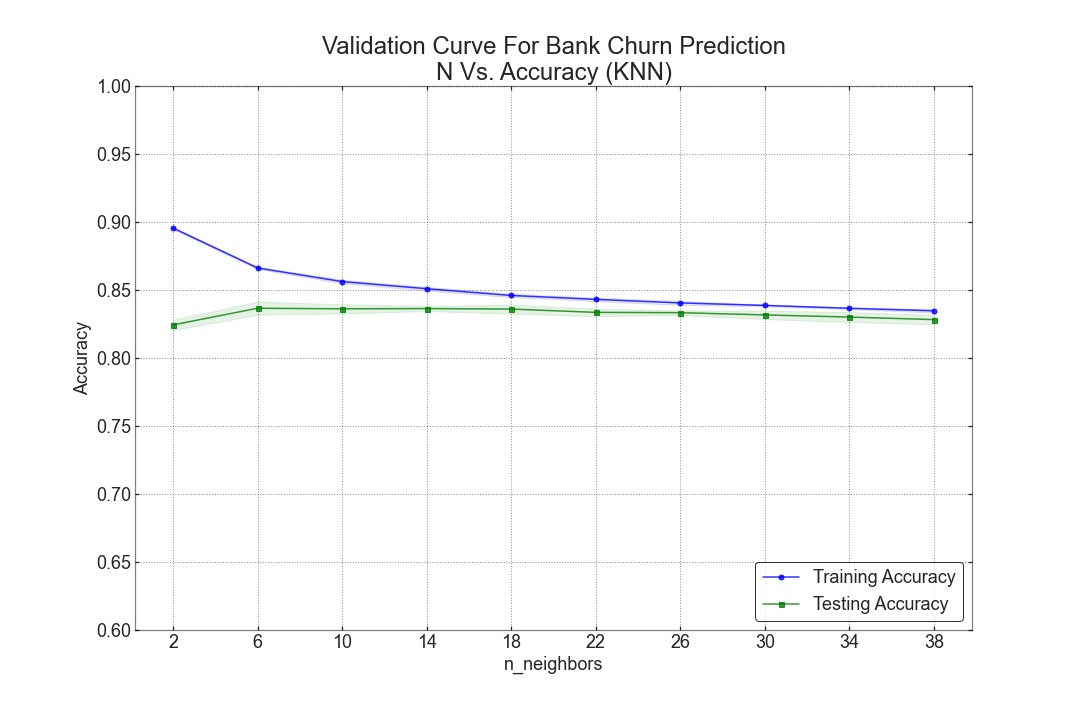 Validation Curve For Bank Churn Prediction
N Vs. Accuracy (KNN)
1.00
0.95
0.90
0.85
0.80
0.75
0.70
0.65
0.60
Accuracy
Training Accuracy
Testing Accuracy
2 6 10 14 18 22 26 30 34 38
n_neighbors